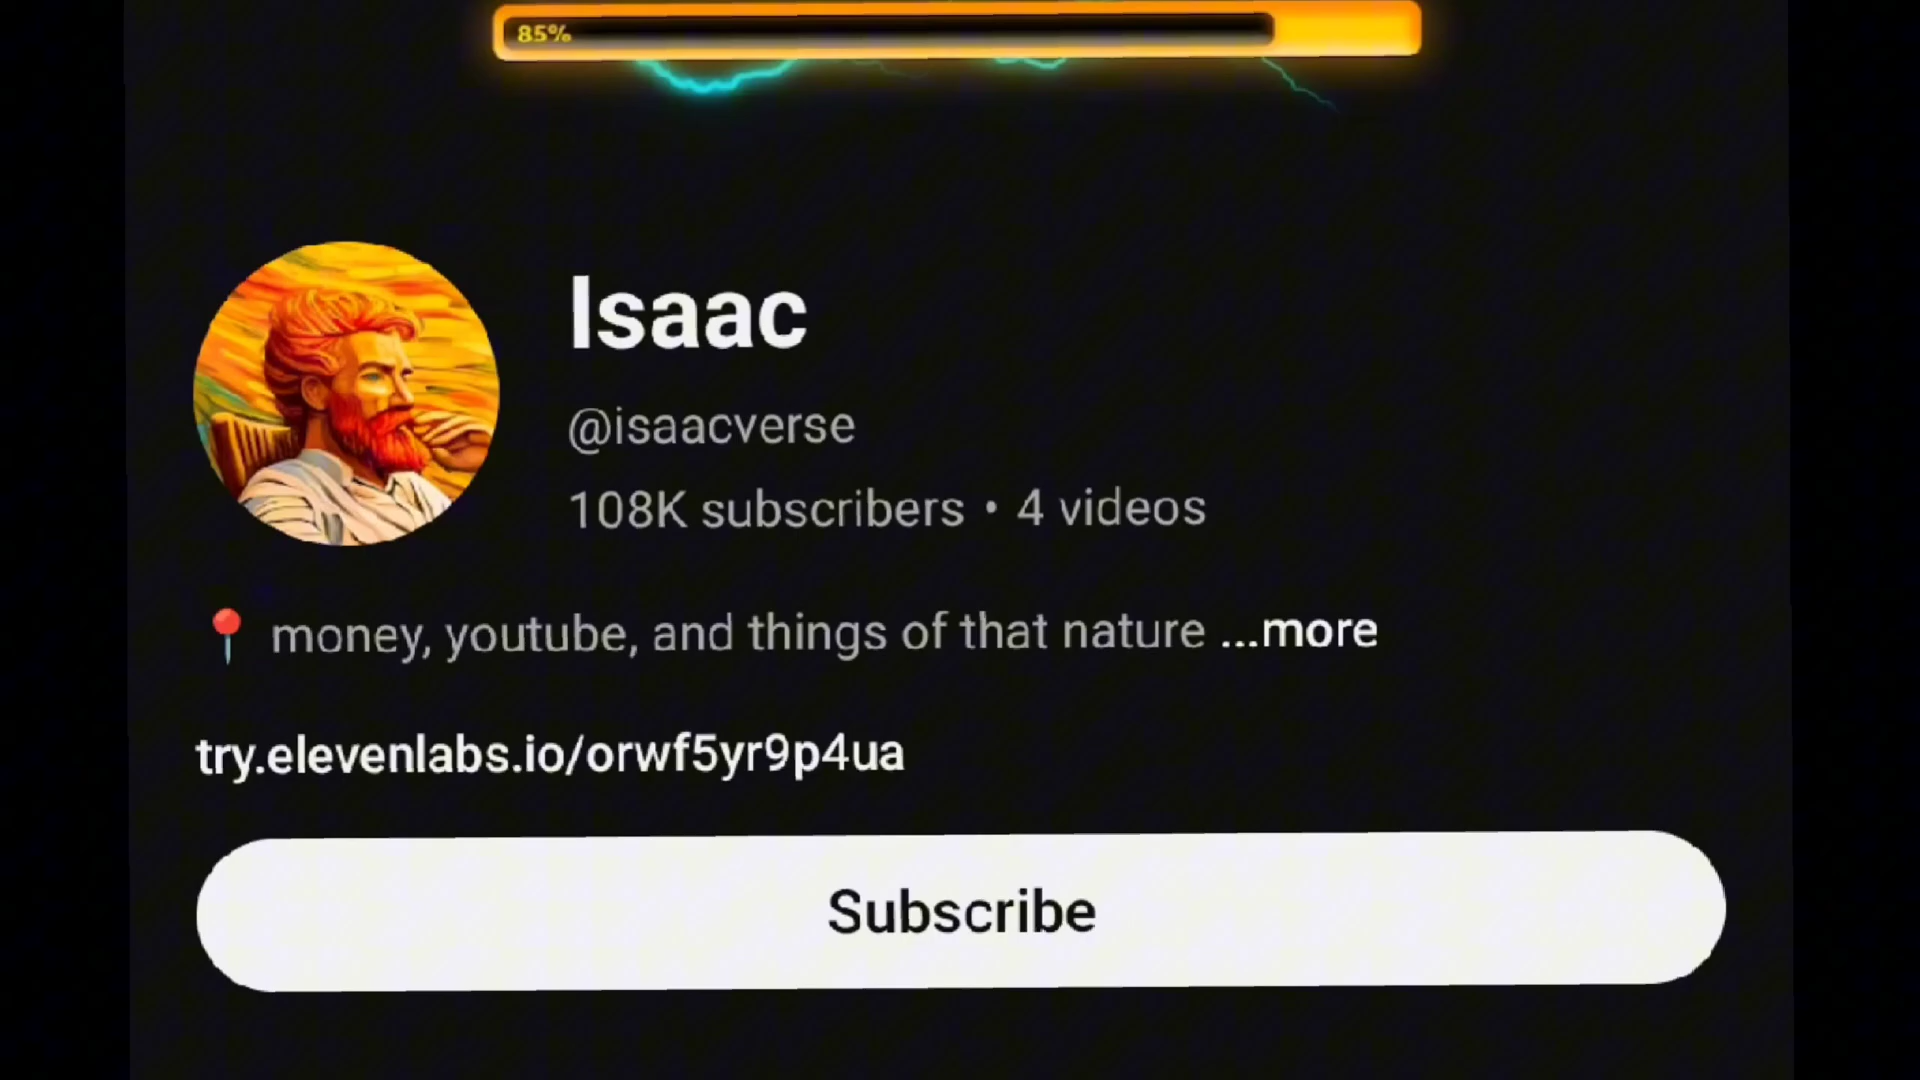 85%
Isaac
@isaacverse
108K subscribers • 4 videos
📍 money, youtube, and things of that nature ...more
try.elevenlabs.io/orwf5yr9p4ua
Subscribe